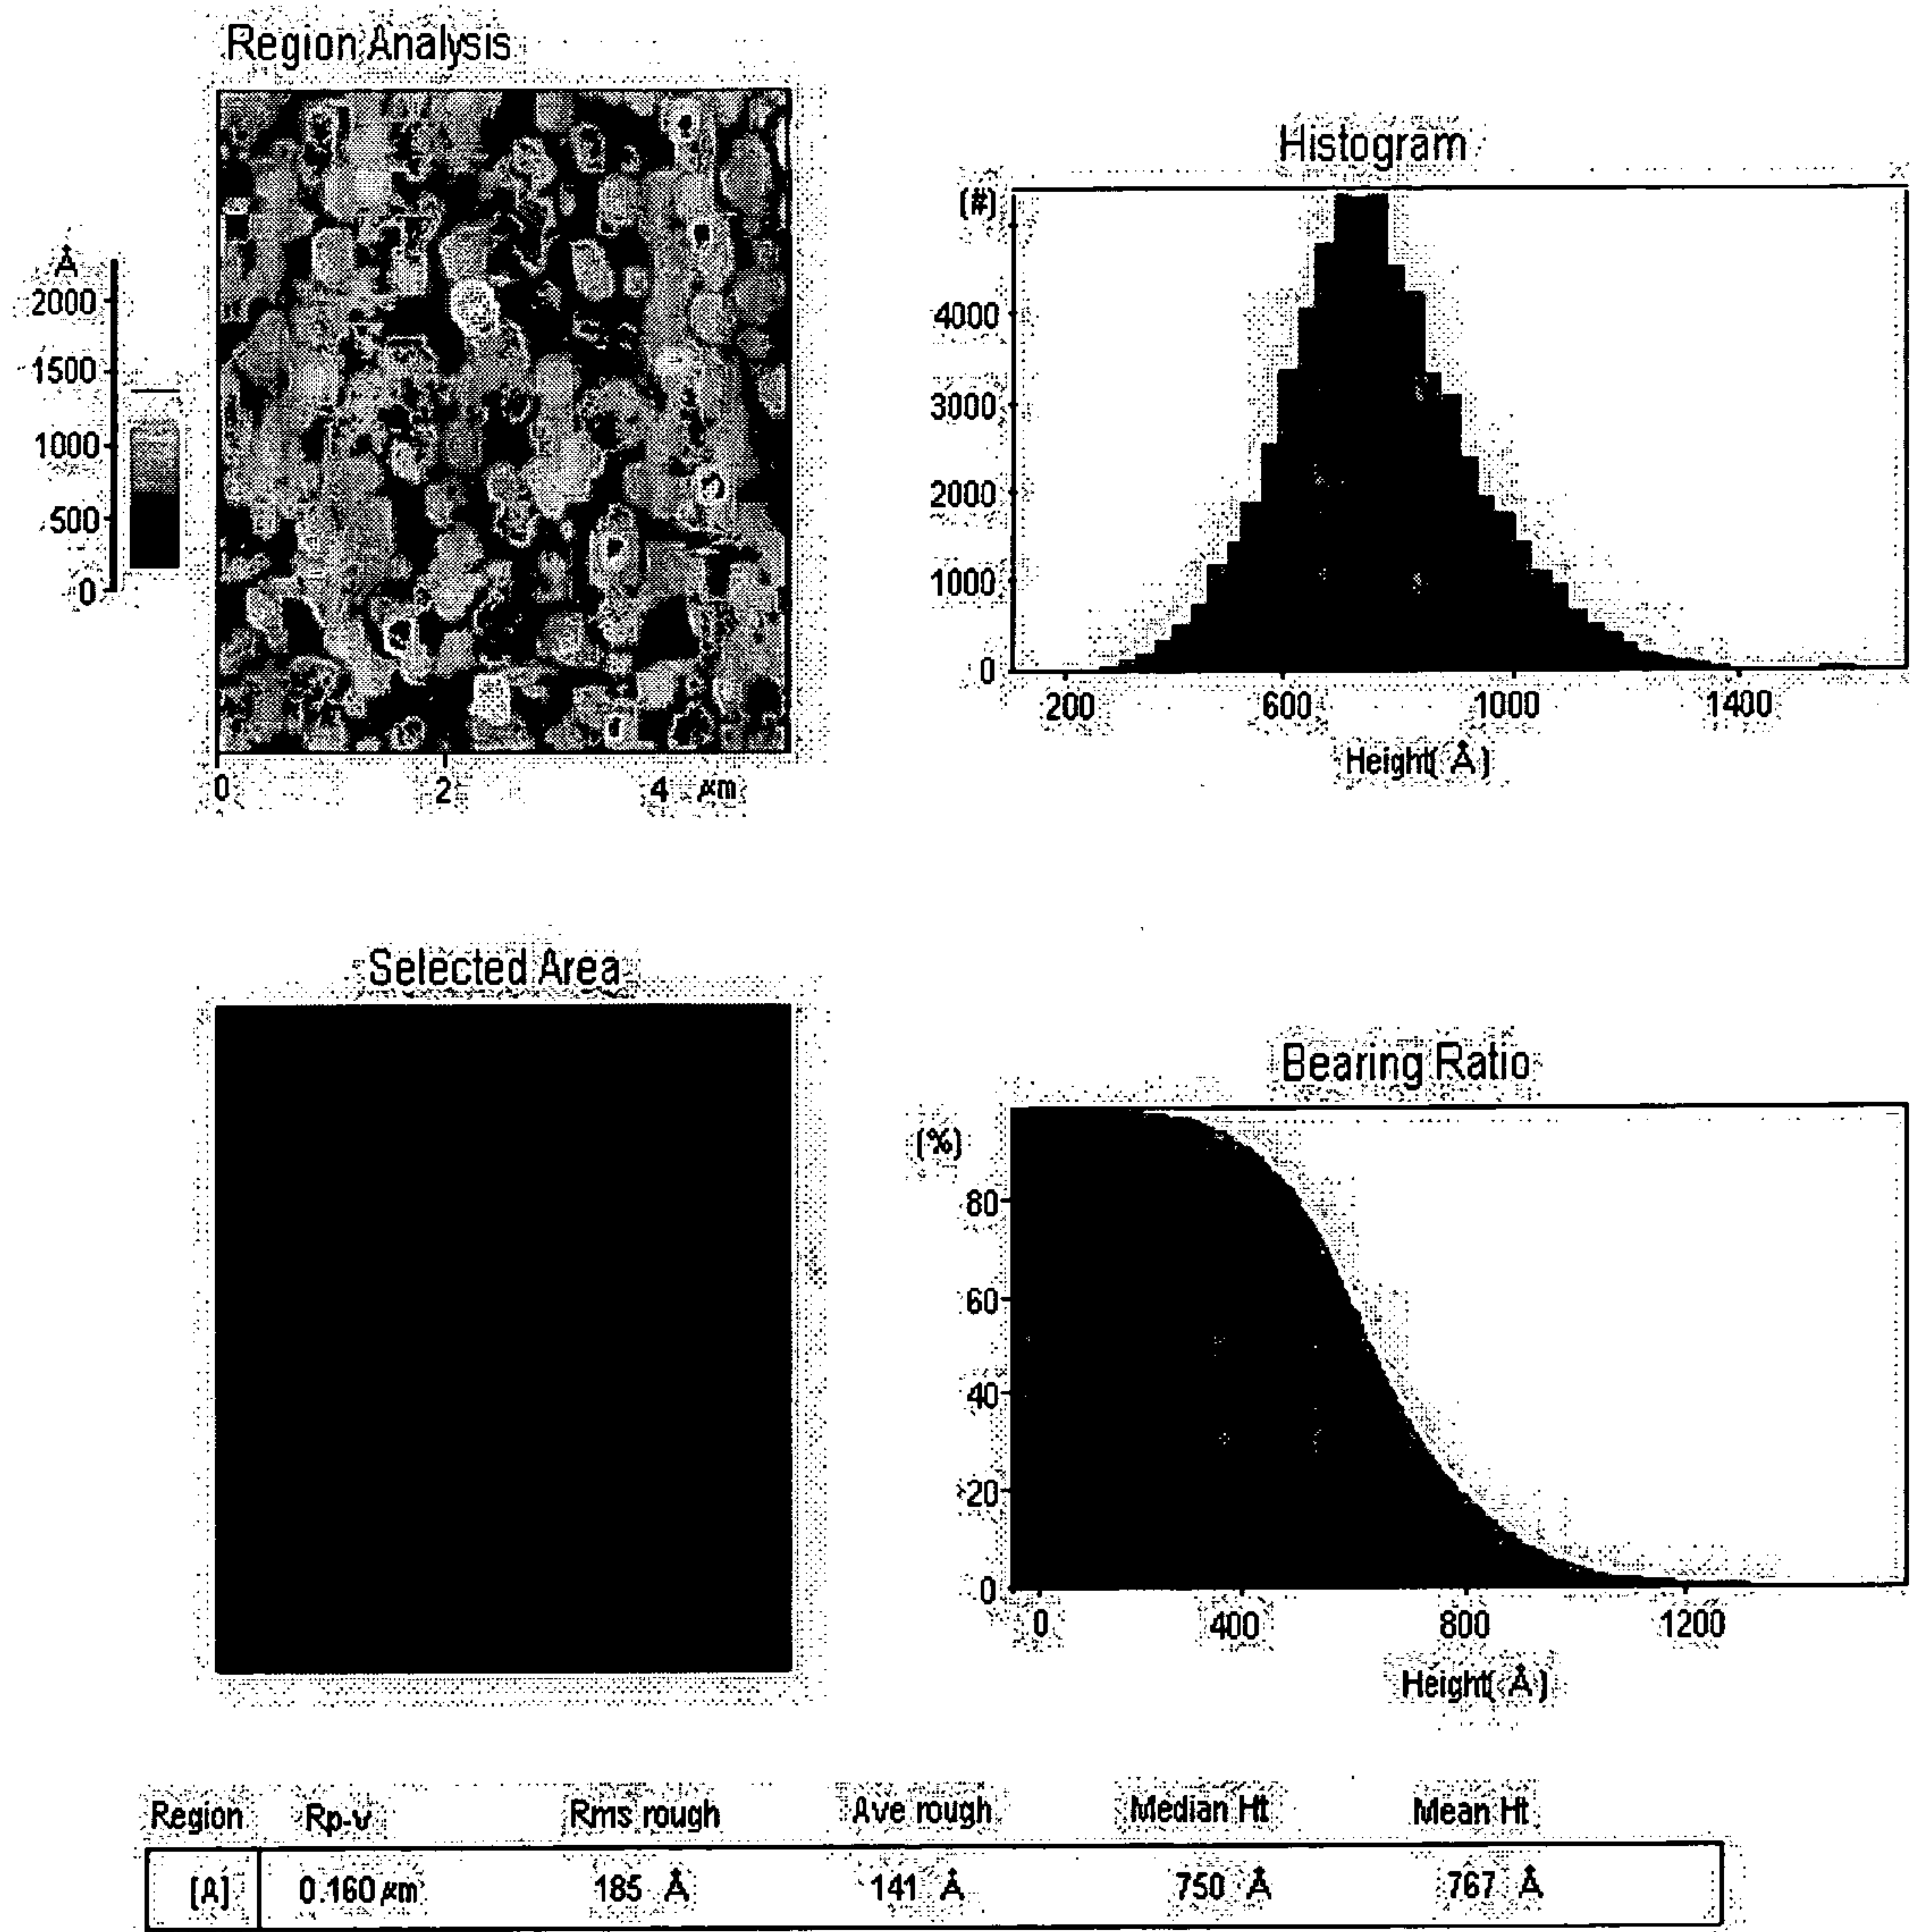 Region Analysis
Å
2000
1500
1000
500
0
0 2 4 µm
Histogram
(#)
4000
3000
2000
1000
0
200 600 1000 1400
Height( Å)
Selected Area
Bearing Ratio
(%)
80
60
40
20
0
0 400 800 1200
Height( Å)
Region Rp-v Rms rough Ave rough Median Ht Mean Ht
[A] 0.160 µm 185 Å 141 Å 750 Å 767 Å